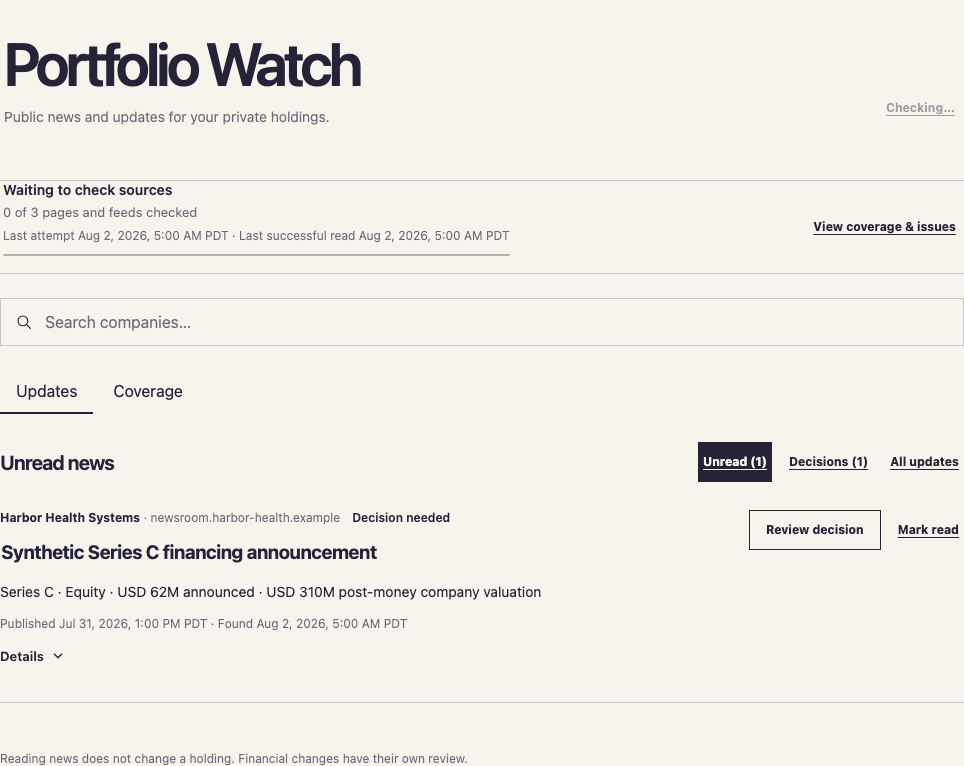 Portfolio Watch
Public news and updates for your private holdings.
Checking...
Waiting to check sources
0 of 3 pages and feeds checked
Last attempt Aug 2, 2026, 5:00 AM PDT · Last successful read Aug 2, 2026, 5:00 AM PDT
View coverage & issues
Search companies...
Updates Coverage
Unread news
Unread (1) Decisions (1) All updates
Harbor Health Systems · newsroom.harbor-health.example Decision needed
Review decision Mark read
Synthetic Series C financing announcement
Series C · Equity · USD 62M announced · USD 310M post-money company valuation
Published Jul 31, 2026, 1:00 PM PDT · Found Aug 2, 2026, 5:00 AM PDT
Details
Reading news does not change a holding. Financial changes have their own review.